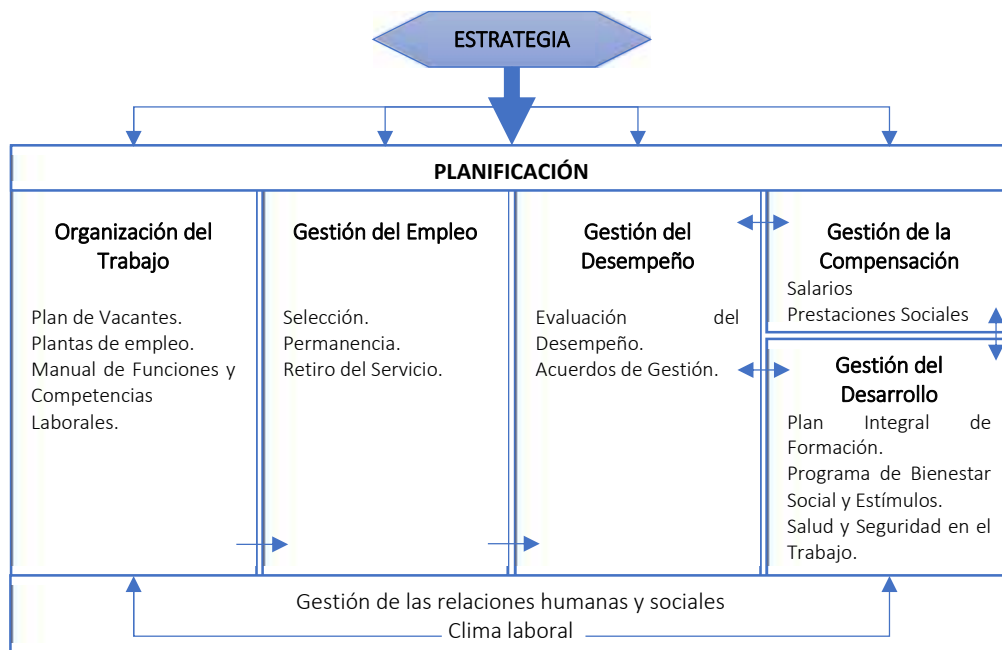 ESTRATEGIA
PLANIFICACIÓN
Organización del
Trabajo
Plan de Vacantes.
Plantas de empleo.
Manual de Funciones y
Competencias
Laborales.
Gestión del Empleo
Selección.
Permanencia.
Retiro del Servicio.
Gestión del
Desempeño
Evaluación del
Desempeño.
Acuerdos de Gestión.
Gestión de la
Compensación
Salarios
Prestaciones Sociales
Gestión del
Desarrollo
Plan Integral de
Formación.
Programa de Bienestar
Social y Estímulos.
Salud y Seguridad en el
Trabajo.
Gestión de las relaciones humanas y sociales
Clima laboral